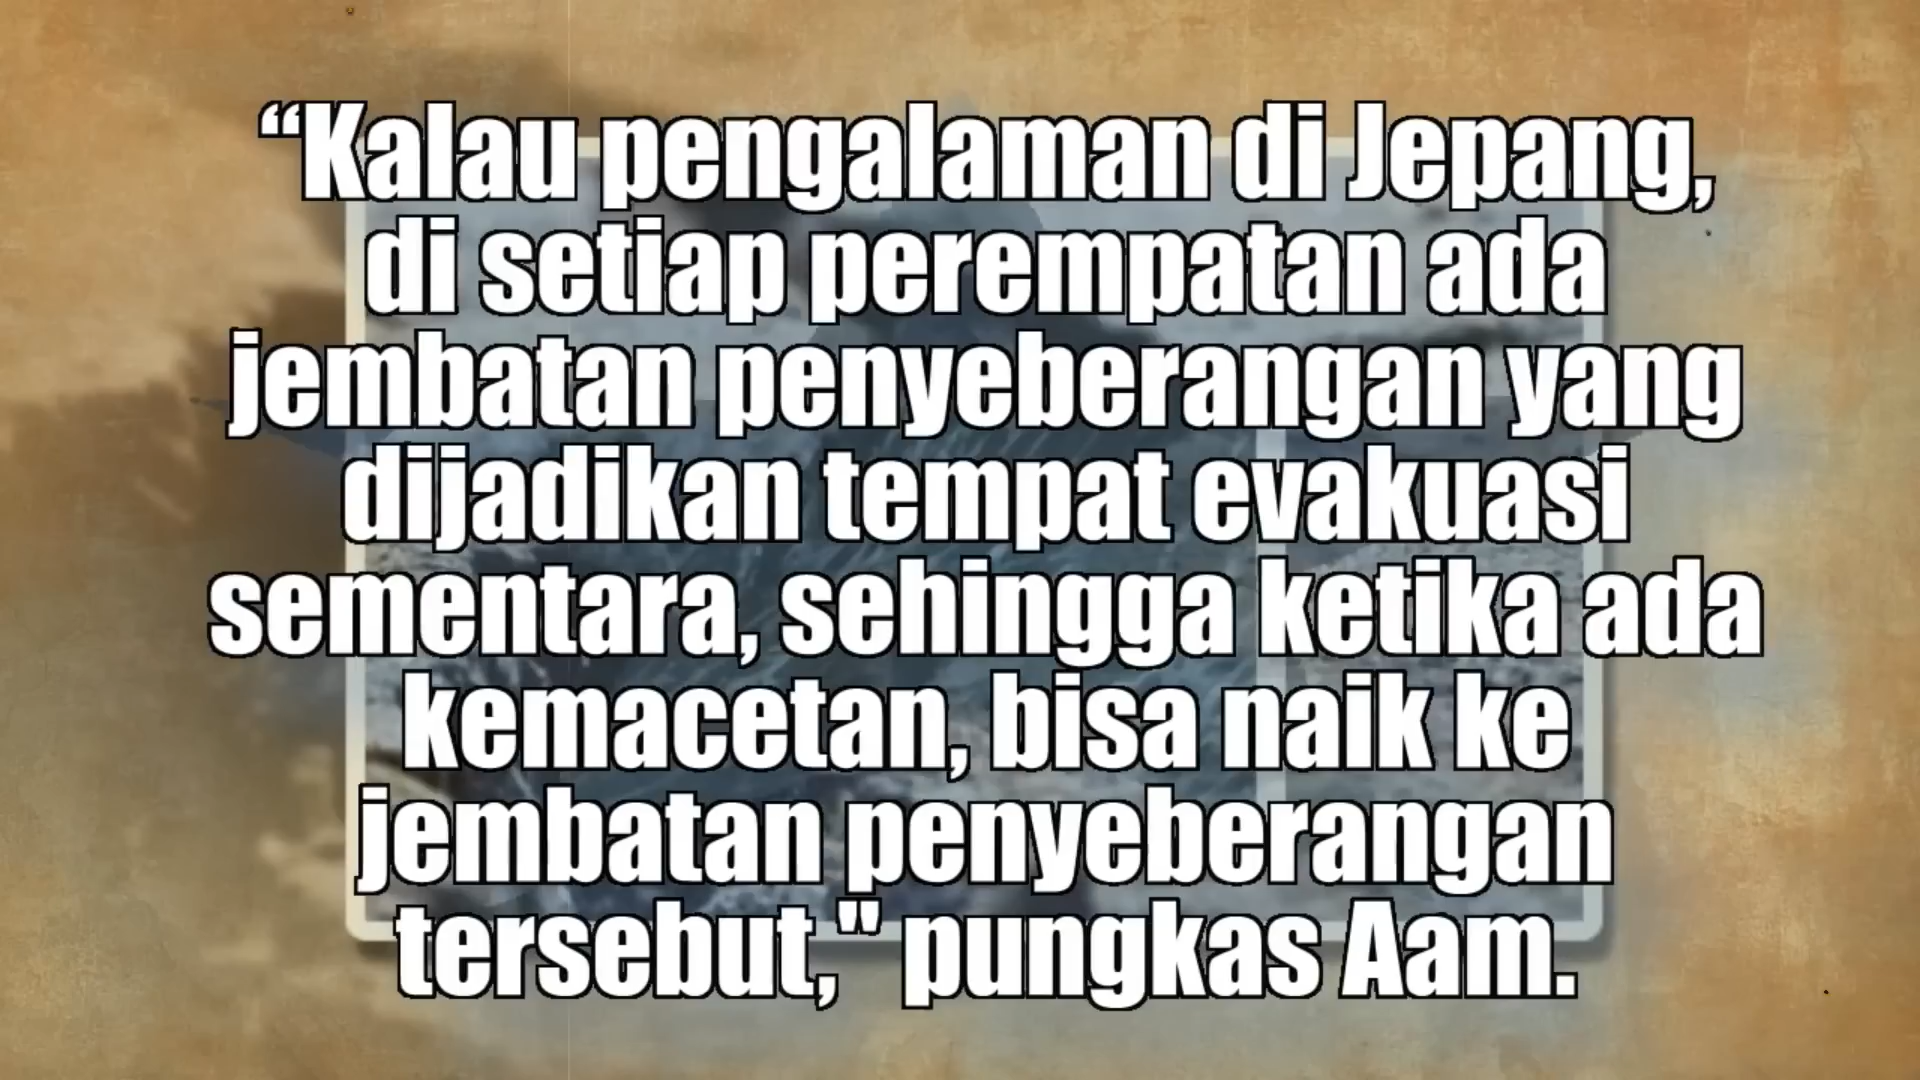 “Kalau pengalaman di Jepang,
di setiap perempatan ada
jembatan penyeberangan yang
dijadikan tempat evakuasi
sementara, sehingga ketika ada
kemacetan, bisa naik ke
jembatan penyeberangan
tersebut," pungkas Aam.